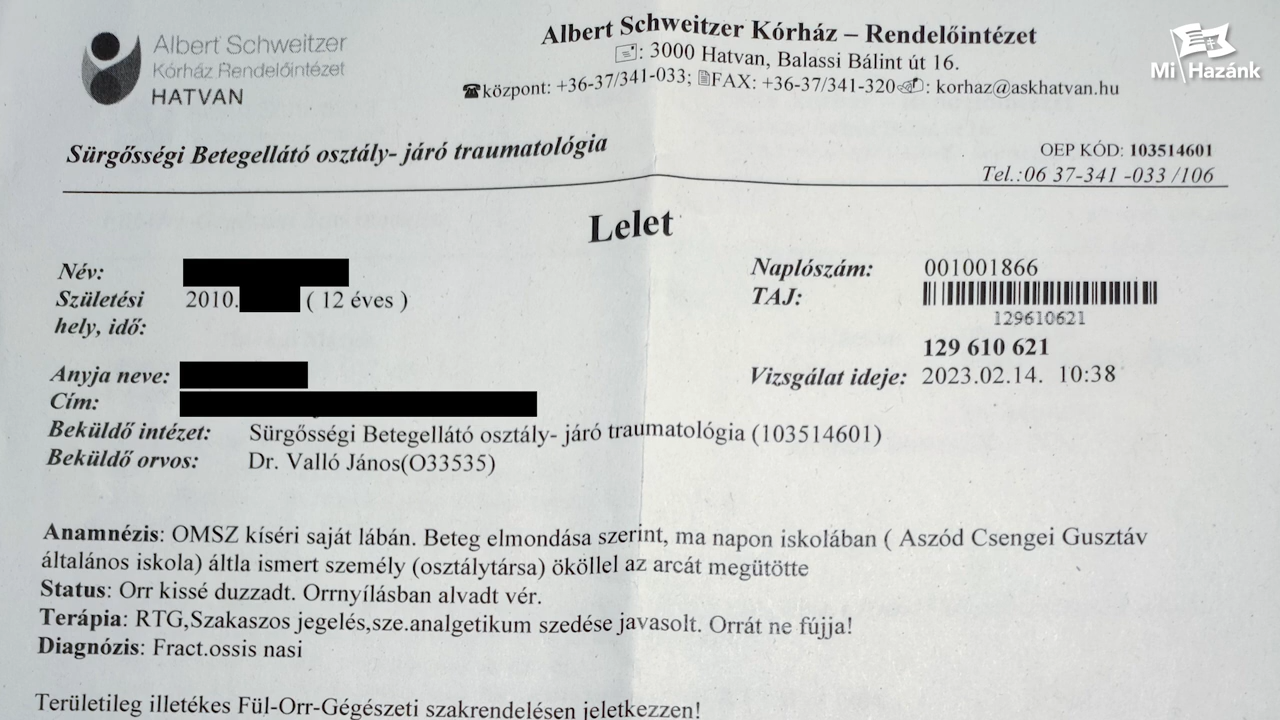 Albert Schweitzer
Kórház Rendelőintézet
HATVAN
Albert Schweitzer Kórház – Rendelőintézet
: 3000 Hatvan, Balassi Bálint út 16.
központ: +36-37/341-033; FAX: +36-37/341-320 : korhaz@askhatvan.hu
Mi Hazánk
Sürgősségi Betegellátó osztály- járó traumatológia
OEP KÓD: 103514601
Tel.:06 37-341 -033 /106
Lelet
Név:
Születési 2010. ( 12 éves )
hely, idő:
Anyja neve:
Cím:
Naplószám: 001001866
TAJ:
129610621
129 610 621
Vizsgálat ideje: 2023.02.14. 10:38
Beküldő intézet: Sürgősségi Betegellátó osztály- járó traumatológia (103514601)
Beküldő orvos: Dr. Valló János(O33535)
Anamnézis: OMSZ kíséri saját lábán. Beteg elmondása szerint, ma napon iskolában ( Aszód Csengei Gusztáv
általános iskola) áltla ismert személy (osztálytársa) ököllel az arcát megütötte
Status: Orr kissé duzzadt. Orrnyílásban alvadt vér.
Terápia: RTG,Szakaszos jegelés,sze.analgetikum szedése javasolt. Orrát ne fújja!
Diagnózis: Fract.ossis nasi
Területileg illetékes Fül-Orr-Gégészeti szakrendelésen jeletkezzen!